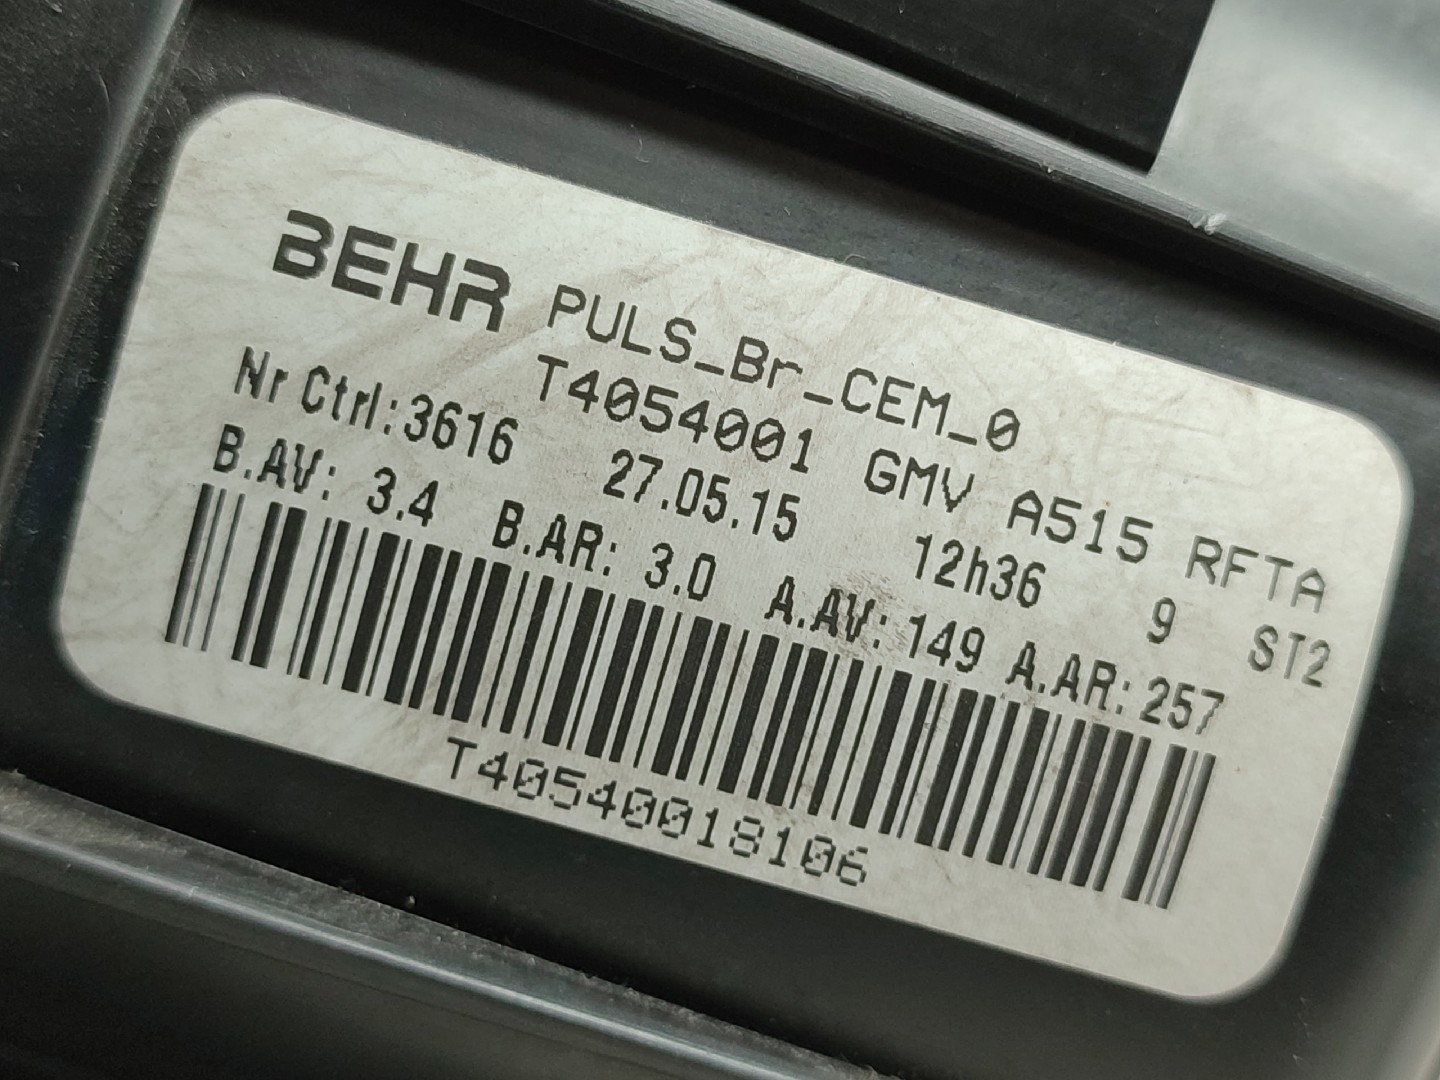 BEHR PULS_Br_CEM_0
T4054001 GMV A515 RFTA
Nr Ctrl:3616 27.05.15 12h36 9 ST2
B.AV: 3.4 B.AR: 3.0 A.AV: 149 A.AR: 257
T40540018106